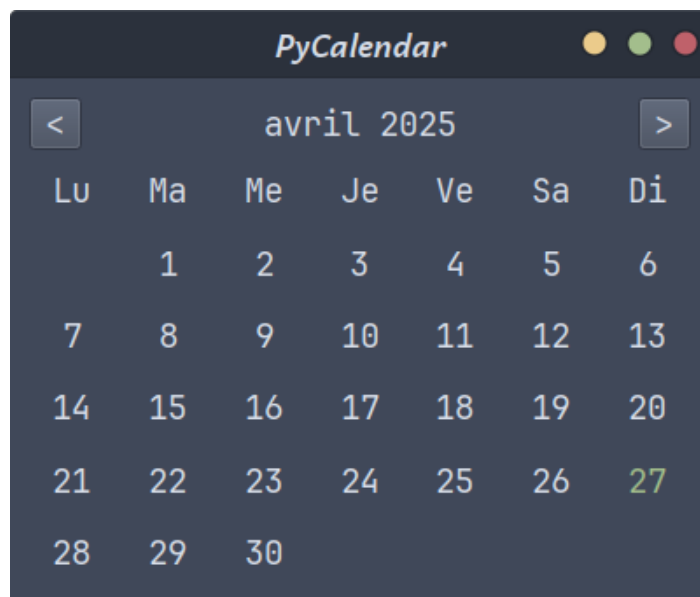 PyCalendar
< avril 2025 >
Lu Ma Me Je Ve Sa Di
1 2 3 4 5 6
7 8 9 10 11 12 13
14 15 16 17 18 19 20
21 22 23 24 25 26 27
28 29 30